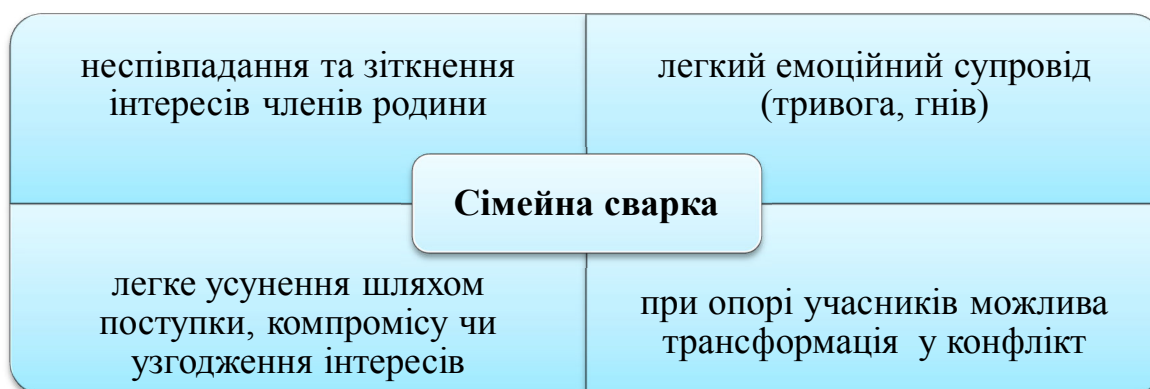 неспівпадання та зіткнення
інтересів членів родини
легкий емоційний супровід
(тривога, гнів)
Сімейна сварка
легке усунення шляхом
поступки, компромісу чи
узгодження інтересів
при опорі учасників можлива
трансформація у конфлікт